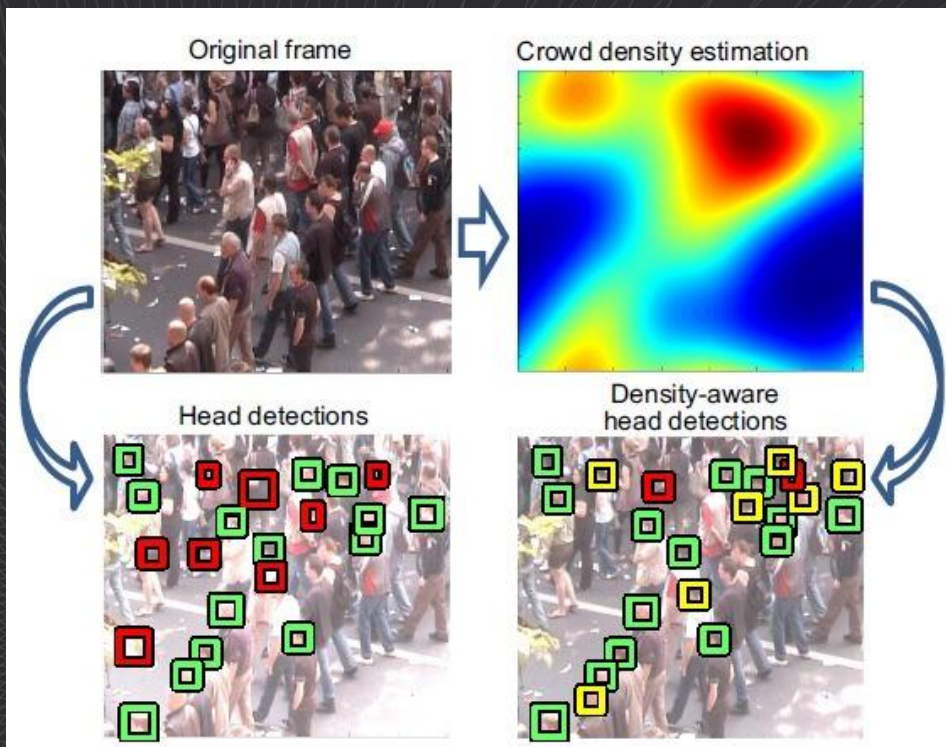 Original frame
Crowd density estimation
Head detections
Density-aware
head detections